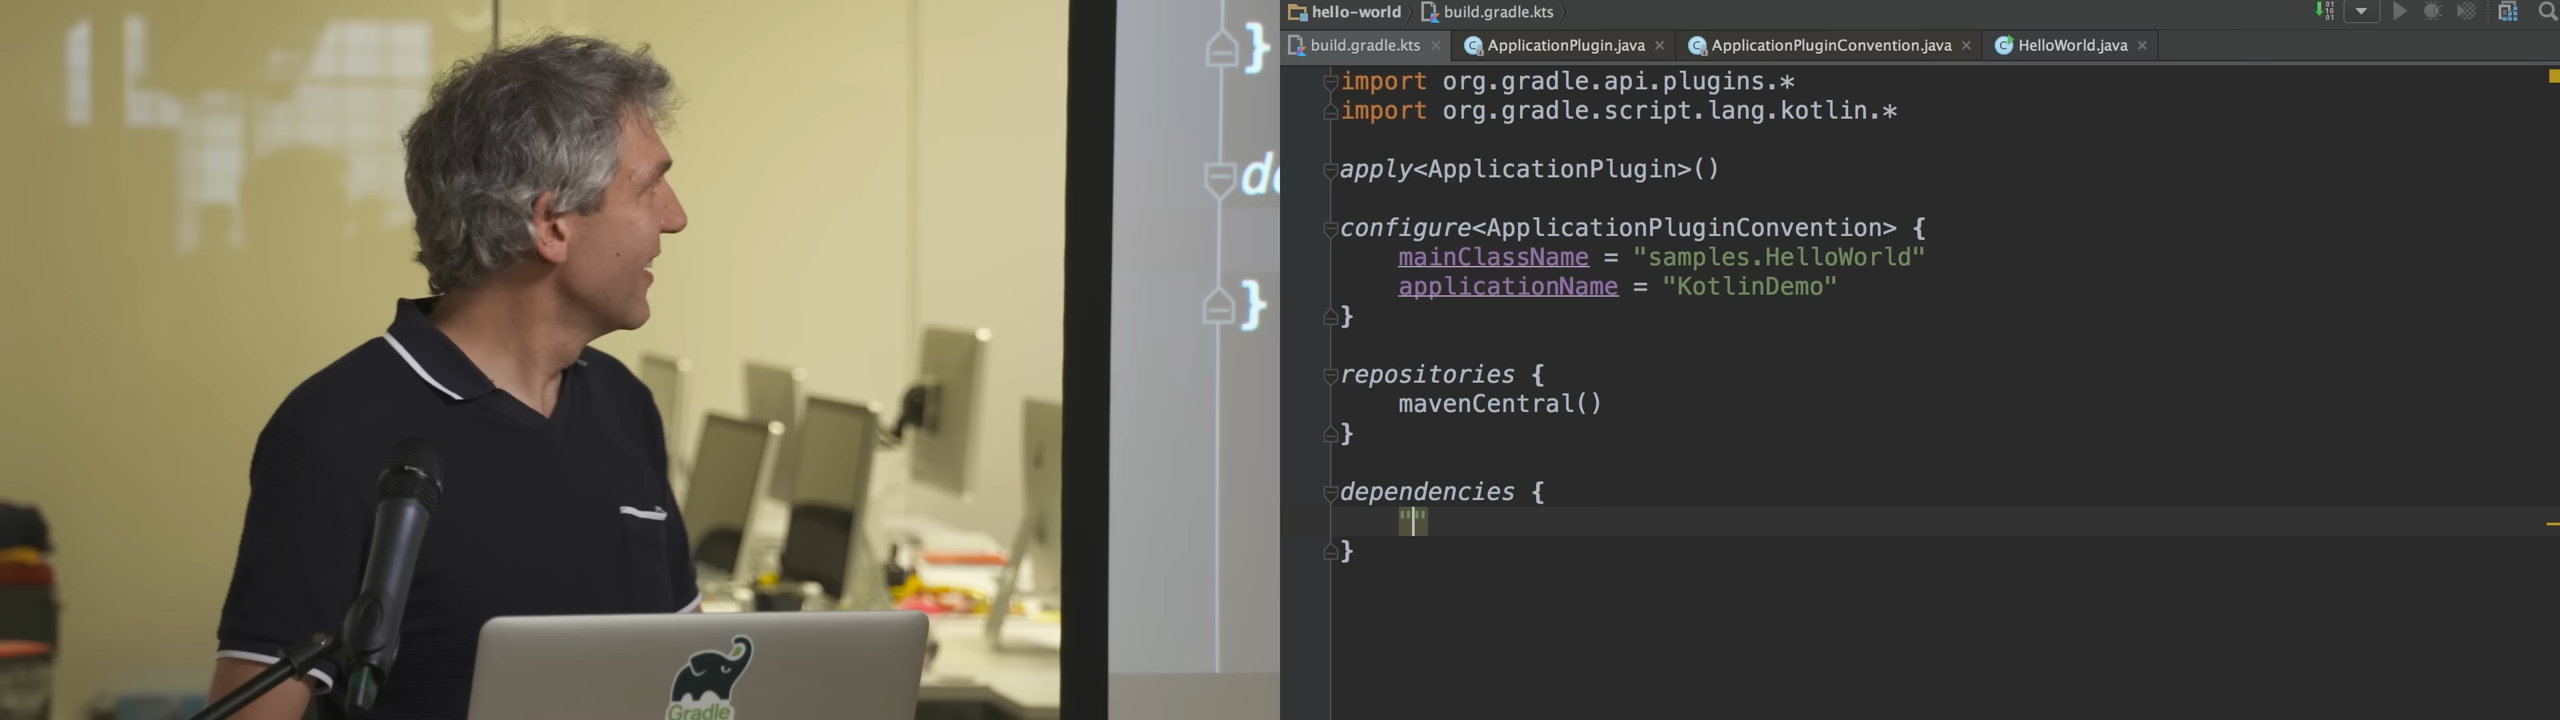 }
d
}
Gradle
hello-world
build.gradle.kts
build.gradle.kts
ApplicationPlugin.java
ApplicationPluginConvention.java
HelloWorld.java
import org.gradle.api.plugins.*
import org.gradle.script.lang.kotlin.*
apply<ApplicationPlugin>()
configure<ApplicationPluginConvention> {
mainClassName = "samples.HelloWorld"
applicationName = "KotlinDemo"
}
repositories {
mavenCentral()
}
dependencies {
""
}